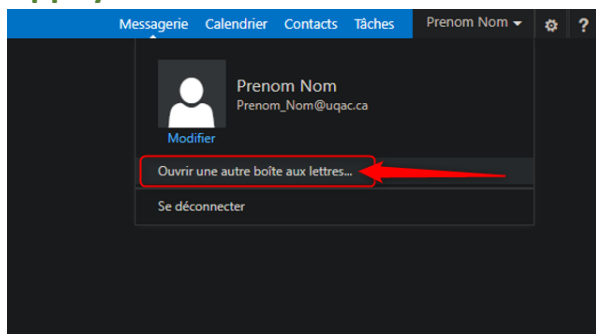 Messagerie Calendrier Contacts Tâches Prenom Nom ?
Prenom Nom
Prenom_Nom@uqac.ca
Modifier
Ouvrir une autre boîte aux lettres...
Se déconnecter